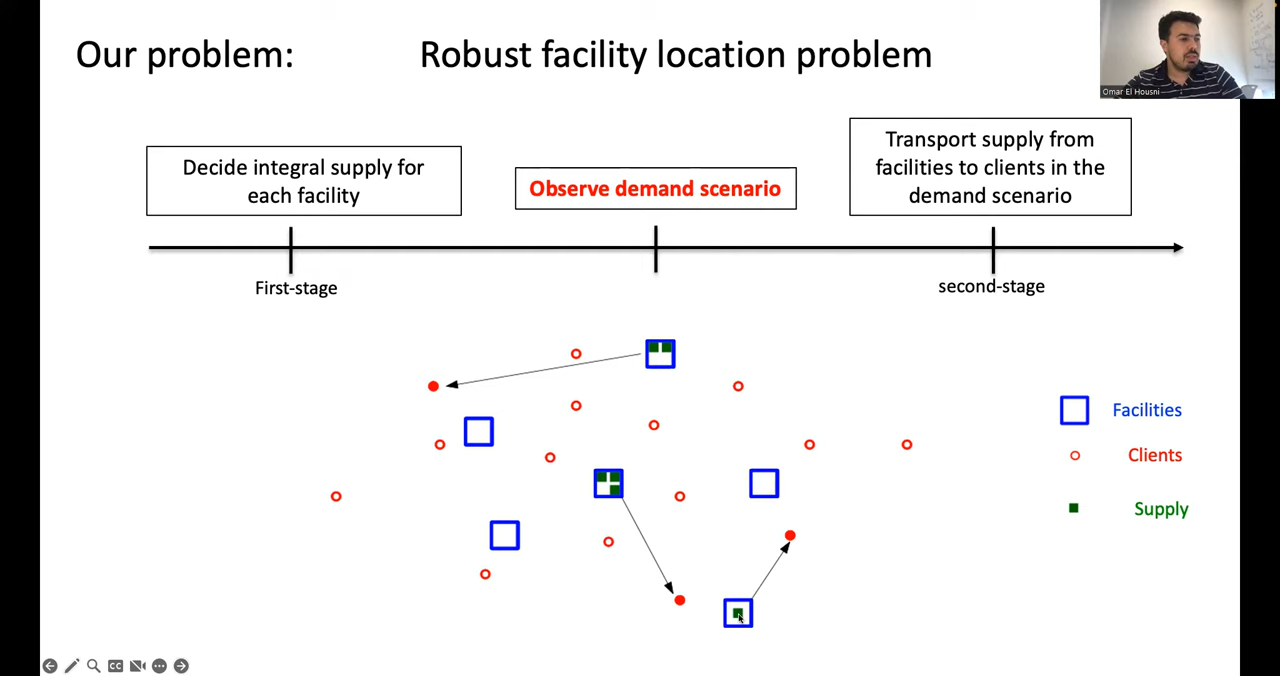 Our problem: Robust facility location problem
Omar El Housni
Decide integral supply for
each facility
Observe demand scenario
Transport supply from
facilities to clients in the
demand scenario
First-stage
second-stage
Facilities
Clients
Supply
CC